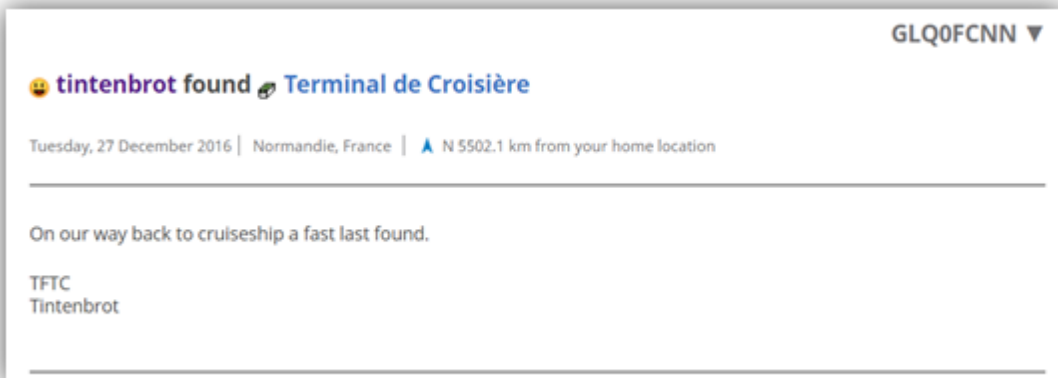 GLQ0FCNN ▼
tintenbrot found Terminal de Croisière
Tuesday, 27 December 2016 | Normandie, France | N 5502.1 km from your home location
On our way back to cruiseship a fast last found.
TFTC
Tintenbrot